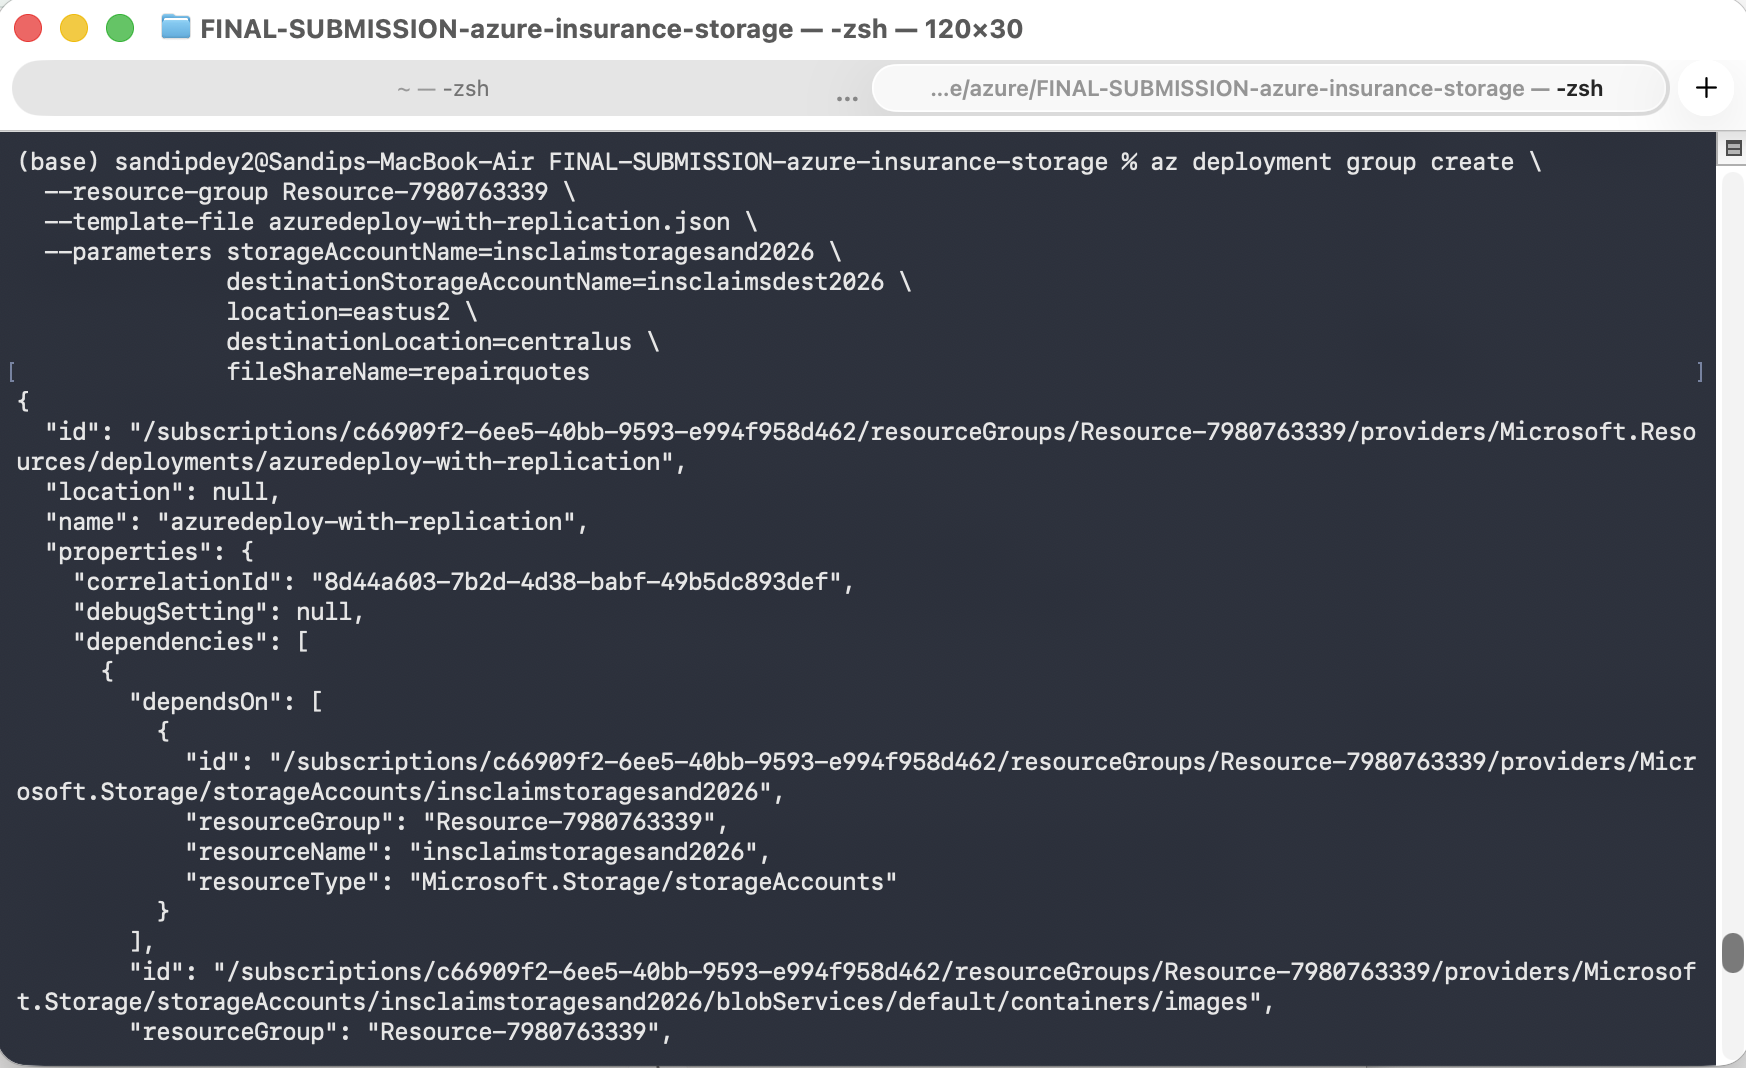 FINAL-SUBMISSION-azure-insurance-storage — -zsh — 120×30
~ — -zsh
...
...e/azure/FINAL-SUBMISSION-azure-insurance-storage — -zsh
+
(base) sandipdey2@Sandips-MacBook-Air FINAL-SUBMISSION-azure-insurance-storage % az deployment group create \
--resource-group Resource-7980763339 \
--template-file azuredeploy-with-replication.json \
--parameters storageAccountName=insclaimstoragesand2026 \
destinationStorageAccountName=insclaimsdest2026 \
location=eastus2 \
destinationLocation=centralus \
[ fileShareName=repairquotes ]
{
"id": "/subscriptions/c66909f2-6ee5-40bb-9593-e994f958d462/resourceGroups/Resource-7980763339/providers/Microsoft.Reso
urces/deployments/azuredeploy-with-replication",
"location": null,
"name": "azuredeploy-with-replication",
"properties": {
"correlationId": "8d44a603-7b2d-4d38-babf-49b5dc893def",
"debugSetting": null,
"dependencies": [
{
"dependsOn": [
{
"id": "/subscriptions/c66909f2-6ee5-40bb-9593-e994f958d462/resourceGroups/Resource-7980763339/providers/Micr
osoft.Storage/storageAccounts/insclaimstoragesand2026",
"resourceGroup": "Resource-7980763339",
"resourceName": "insclaimstoragesand2026",
"resourceType": "Microsoft.Storage/storageAccounts"
}
],
"id": "/subscriptions/c66909f2-6ee5-40bb-9593-e994f958d462/resourceGroups/Resource-7980763339/providers/Microsof
t.Storage/storageAccounts/insclaimstoragesand2026/blobServices/default/containers/images",
"resourceGroup": "Resource-7980763339",